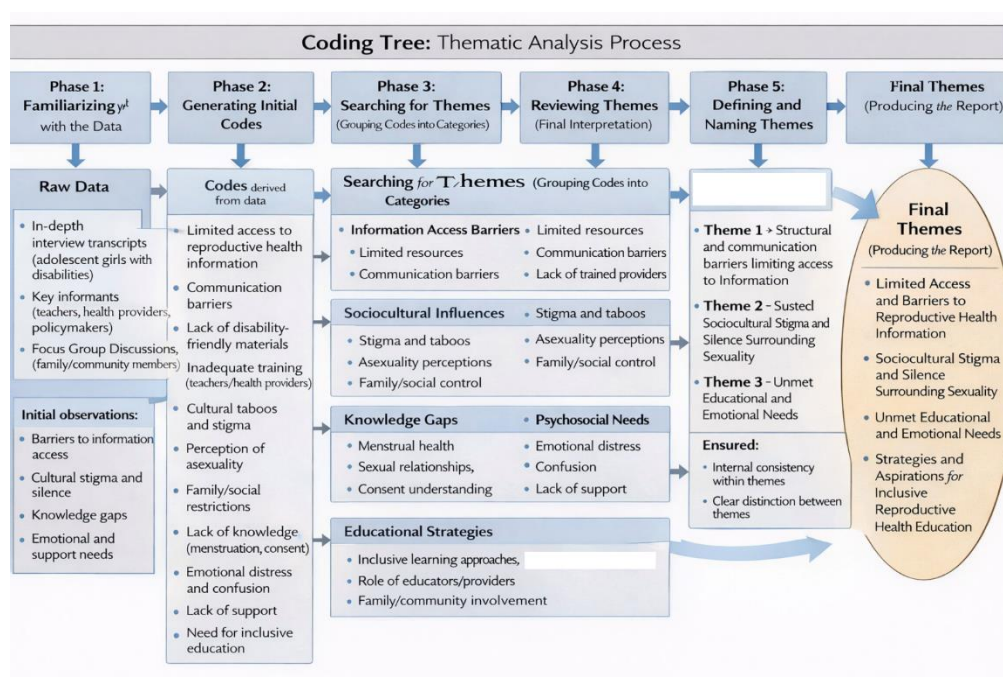 Coding Tree: Thematic Analysis Process
Phase 1:
Familiarizing
with the Data
Phase 2:
Generating Initial
Codes
Phase 3:
Searching for Themes
(Grouping Codes into Categories)
Phase 4:
Reviewing Themes
(Final Interpretation)
Phase 5:
Defining and
Naming Themes
Final Themes
(Producing the Report)
Raw Data
• In-depth
interview transcripts
(adolescent girls with
disabilities)
• Key informants
(teachers, health providers,
policymakers)
• Focus Group Discussions,
(family/community members)
Initial observations:
• Barriers to information
access
• Cultural stigma and
silence
• Knowledge gaps
• Emotional and
support needs
Codes derived
from data
• Limited access to
reproductive health
information
• Communication
barriers
• Lack of disability-
friendly materials
• Inadequate training
(teachers/health providers)
• Cultural taboos
and stigma
• Perception of
asexuality
• Family/social
restrictions
• Lack of knowledge
(menstruation, consent)
• Emotional distress
and confusion
• Lack of support
• Need for inclusive
education
Searching for (Grouping Codes into
Categories
• Information Access Barriers
• Limited resources
• Communication barriers
• Limited resources
• Communication barriers
• Lack of trained providers
Sociocultural Influences
• Stigma and taboos
• Asexuality perceptions
• Family/social control
• Stigma and taboos
• Asexuality perceptions
• Family/social control
Knowledge Gaps
• Menstrual health
• Sexual relationships,
• Consent understanding
• Psychosocial Needs
• Emotional distress
• Confusion
• Lack of support
Educational Strategies
• Inclusive learning approaches,
• Role of educators/providers
• Family/community involvement
• Theme 1 → Structural
and communication
barriers limiting access
to Information
• Theme 2 – Susted
Sociocultural Stigma and
Silence Surrounding
Sexuality
• Theme 3 – Unmet
Educational and
Emotional Needs
Ensured:
• Internal consistency
within themes
• Clear distinction between
themes
Final
Themes
(Producing the Report)
• Limited Access
and Barriers to
Reproductive Health
Information
• Sociocultural Stigma
and Silence
Surrounding Sexuality
• Unmet Educational
and Emotional Needs
• Strategies and
Aspirations for
Inclusive
Reproductive
Health Education